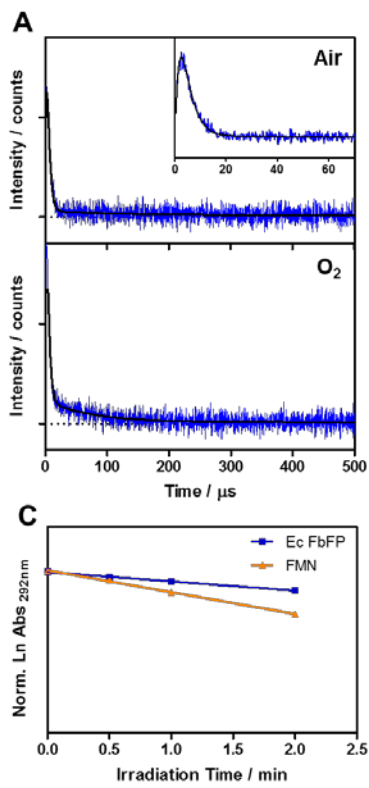 A
Air
Intensity / counts
0 20 40 60
O2
Intensity / counts
0 100 200 300 400 500
Time / µs
C
Ec FbFP
FMN
Norm. Ln Abs 292nm
0.0 0.5 1.0 1.5 2.0 2.5
Irradiation Time / min